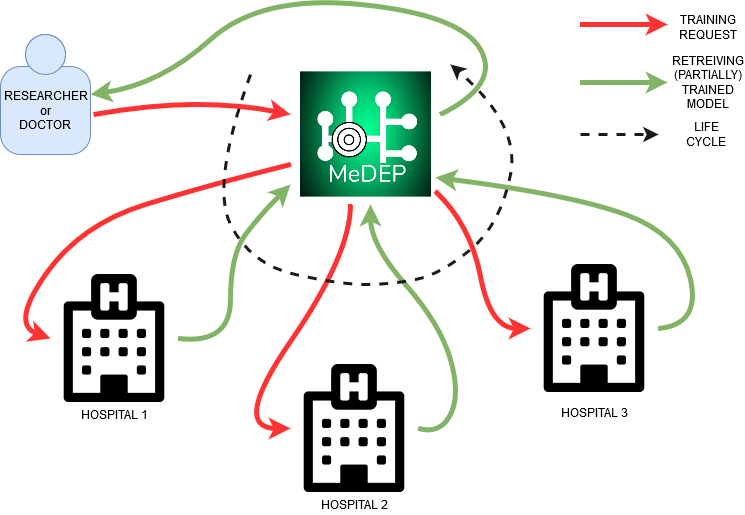 TRAINING
REQUEST
RETREIVING
(PARTIALLY)
TRAINED
MODEL
LIFE
CYCLE
RESEARCHER
or
DOCTOR
MeDEP
H
HOSPITAL 1
H
HOSPITAL 2
H
HOSPITAL 3